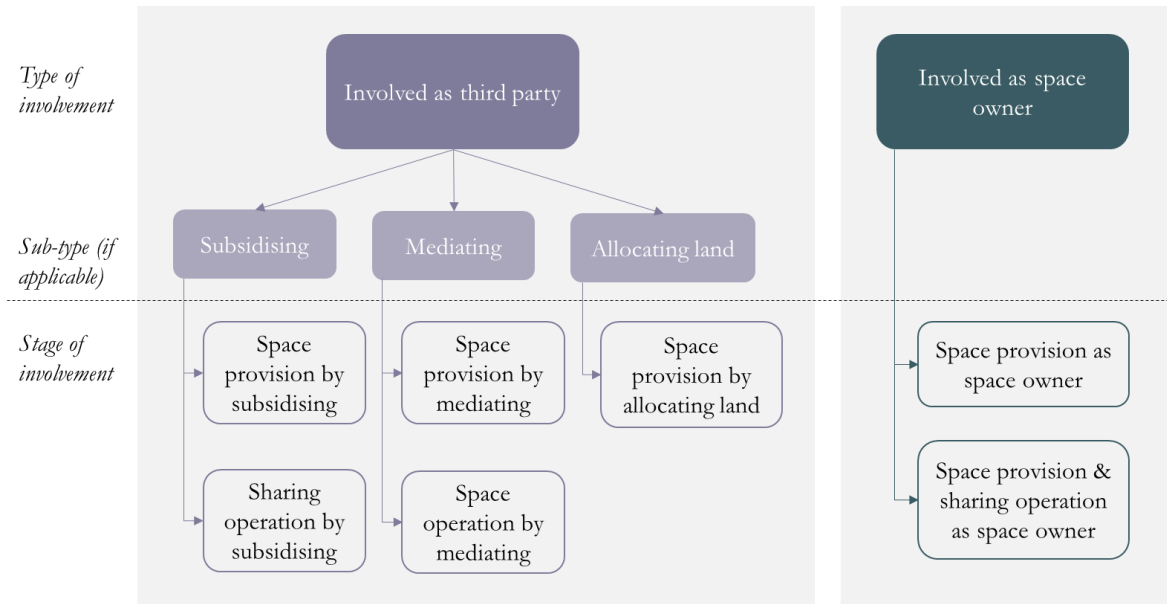 Type of
involvement
Involved as third party
Involved as space
owner
Sub-type (if
applicable)
Subsidising
Mediating
Allocating land
Stage of
involvement
Space
provision by
subsidising
Space
provision by
mediating
Space
provision by
allocating land
Space provision as
space owner
Sharing
operation by
subsidising
Space
operation by
mediating
Space provision &
sharing operation
as space owner